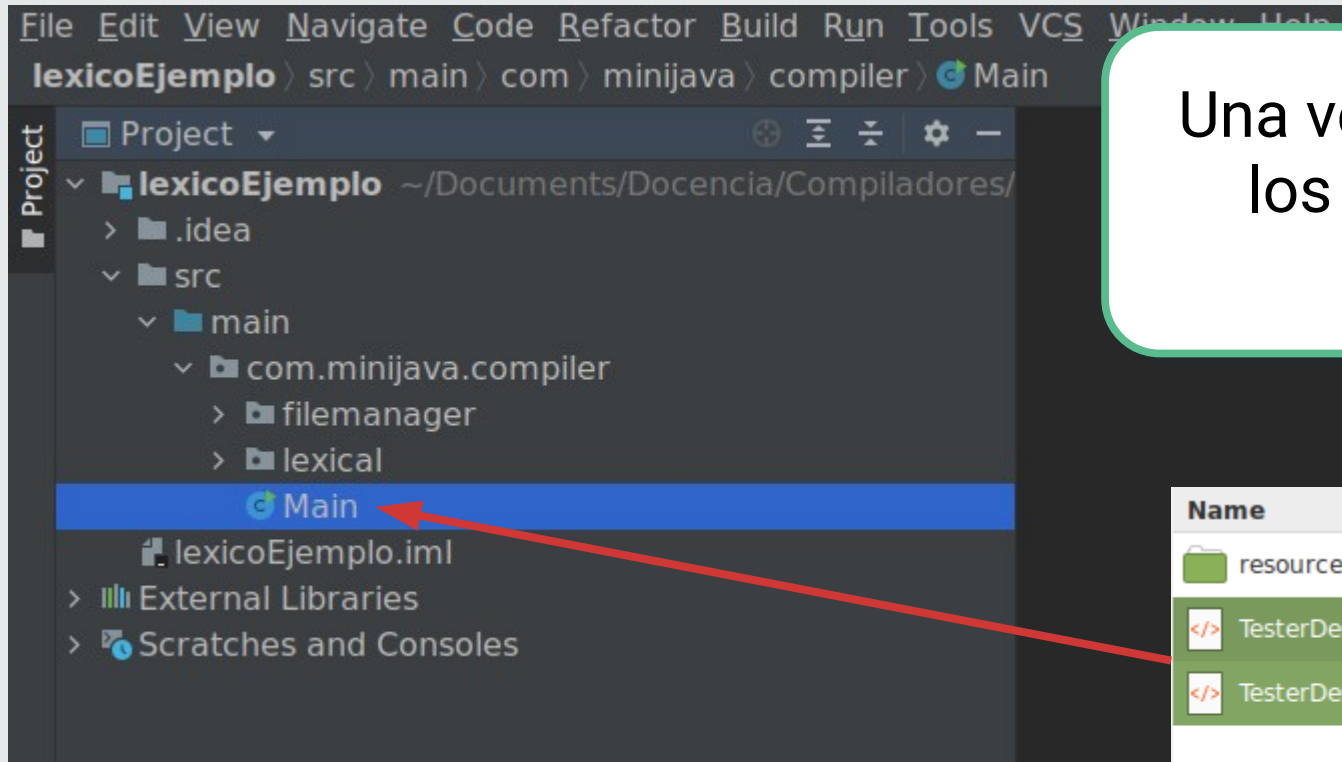 File Edit View Navigate Code Refactor Build Run Tools VCS Window Help
lexicoEjemplo src main com minijava compiler Main
Project
Project
lexicoEjemplo ~/Documents/Docencia/Compiladores/
.idea
src
main
com.minijava.compiler
filemanager
lexical
Main
lexicoEjemplo.iml
External Libraries
Scratches and Consoles
Una
los
Name
resource
TesterDe
TesterDe